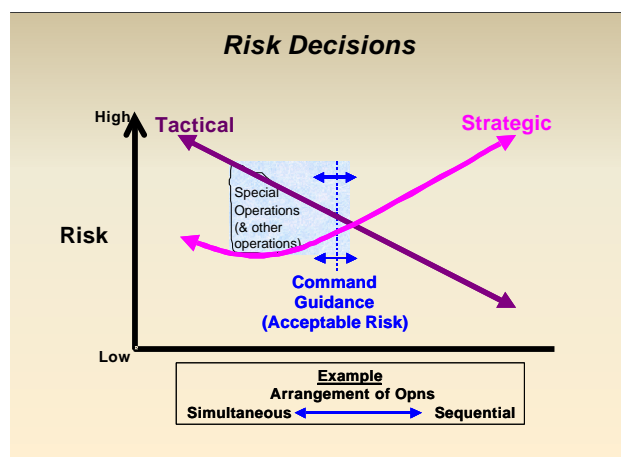 Risk Decisions
High
Tactical
Strategic
Special
Operations
(& other
operations)
Risk
Command
Guidance
(Acceptable Risk)
Low
Example
Arrangement of Opns
Simultaneous Sequential